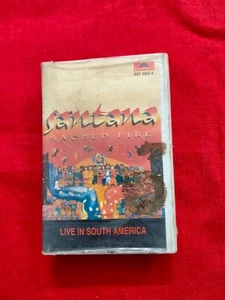 Santana
SACRED FIRE
LIVE IN SOUTH AMERICA